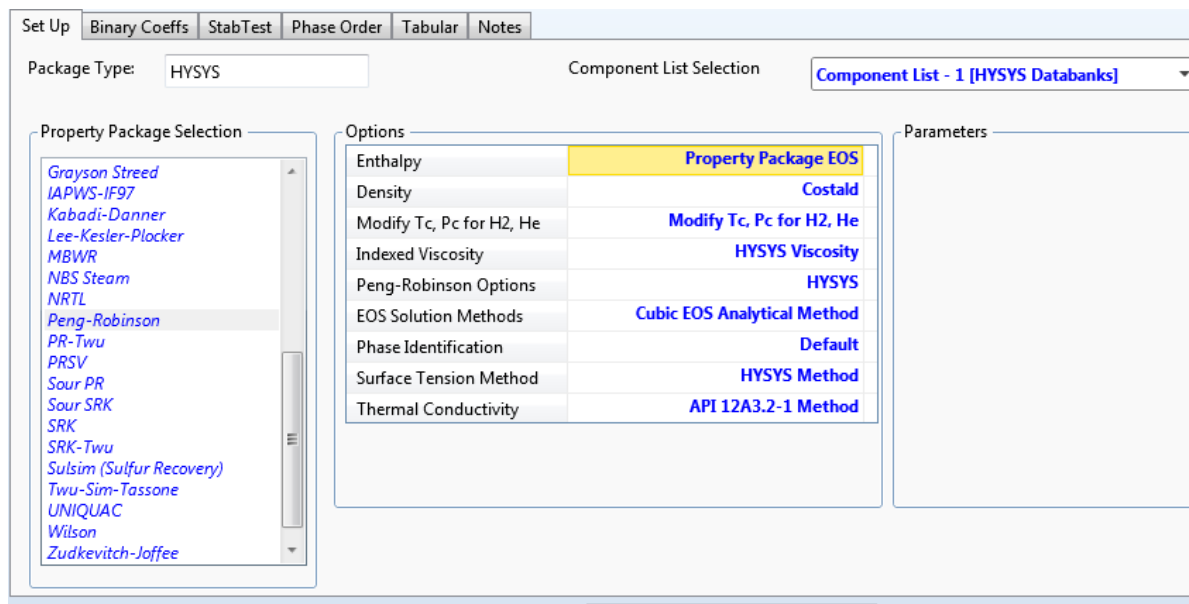 Set Up Binary Coeffs StabTest Phase Order Tabular Notes
Package Type: HYSYS Component List Selection Component List - 1 [HYSYS Databanks]
Property Package Selection Options Parameters
Grayson Streed
IAPWS-IF97
Kabadi-Danner
Lee-Kesler-Plocker
MBWR
NBS Steam
NRTL
Peng-Robinson
PR-Twu
PRSV
Sour PR
Sour SRK
SRK
SRK-Twu
Sulsim (Sulfur Recovery)
Twu-Sim-Tassone
UNIQUAC
Wilson
Zudkevitch-Joffee
Enthalpy Property Package EOS
Density Costald
Modify Tc, Pc for H2, He Modify Tc, Pc for H2, He
Indexed Viscosity HYSYS Viscosity
Peng-Robinson Options HYSYS
EOS Solution Methods Cubic EOS Analytical Method
Phase Identification Default
Surface Tension Method HYSYS Method
Thermal Conductivity API 12A3.2-1 Method